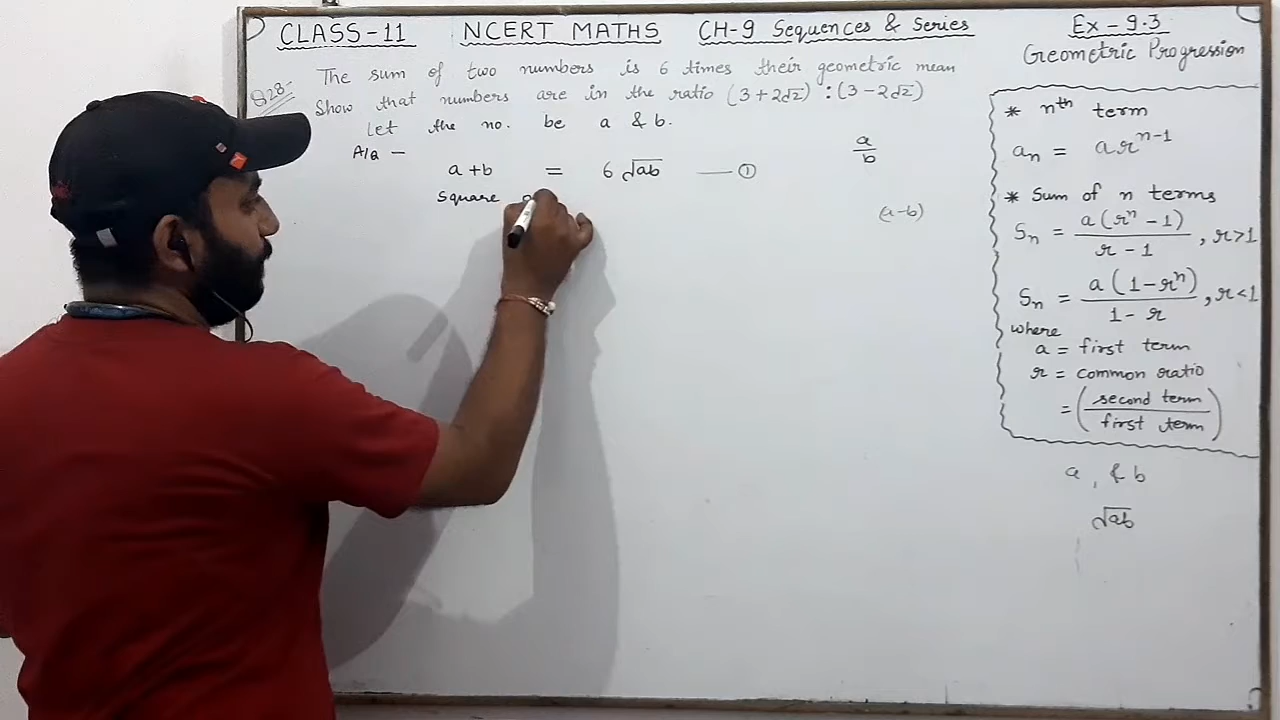 CLASS-11 NCERT MATHS CH-9 Sequences & Series Ex-9.3
Geometric Progression
Q28- The sum of two numbers is 6 times their geometric mean
Show that numbers are in the ratio (3+2√2) : (3-2√2)
Let the no. be a & b.
A/Q -
a+b = 6√ab —— ①
Square
a/b
(a-b)
* nth term
aₙ = arⁿ⁻¹
* Sum of n terms
Sₙ = a(rⁿ-1)/r-1, r>1
Sₙ = a(1-rⁿ)/1-r, r<1
where
a = first term
r = common ratio
= (second term/first term)
a, & b
√ab